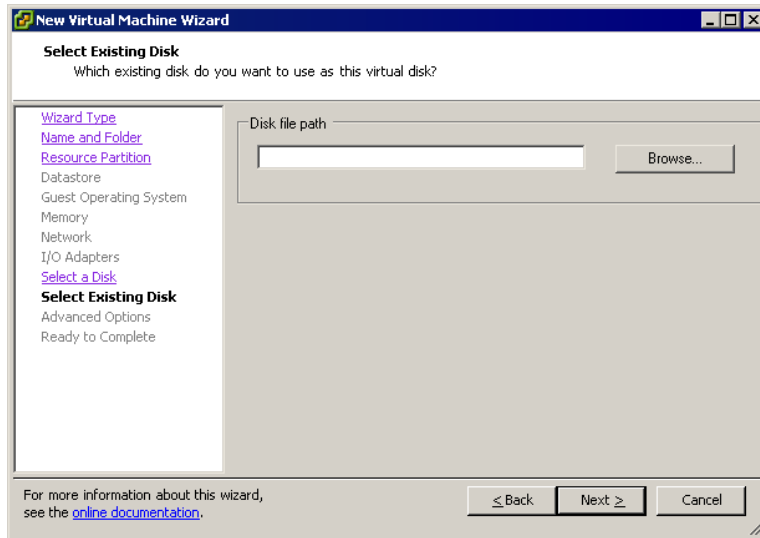 New Virtual Machine Wizard
Select Existing Disk
Which existing disk do you want to use as this virtual disk?
Wizard Type
Name and Folder
Resource Partition
Datastore
Guest Operating System
Memory
Network
I/O Adapters
Select a Disk
Select Existing Disk
Advanced Options
Ready to Complete
Disk file path
Browse...
For more information about this wizard,
see the online documentation.
< Back
Next >
Cancel